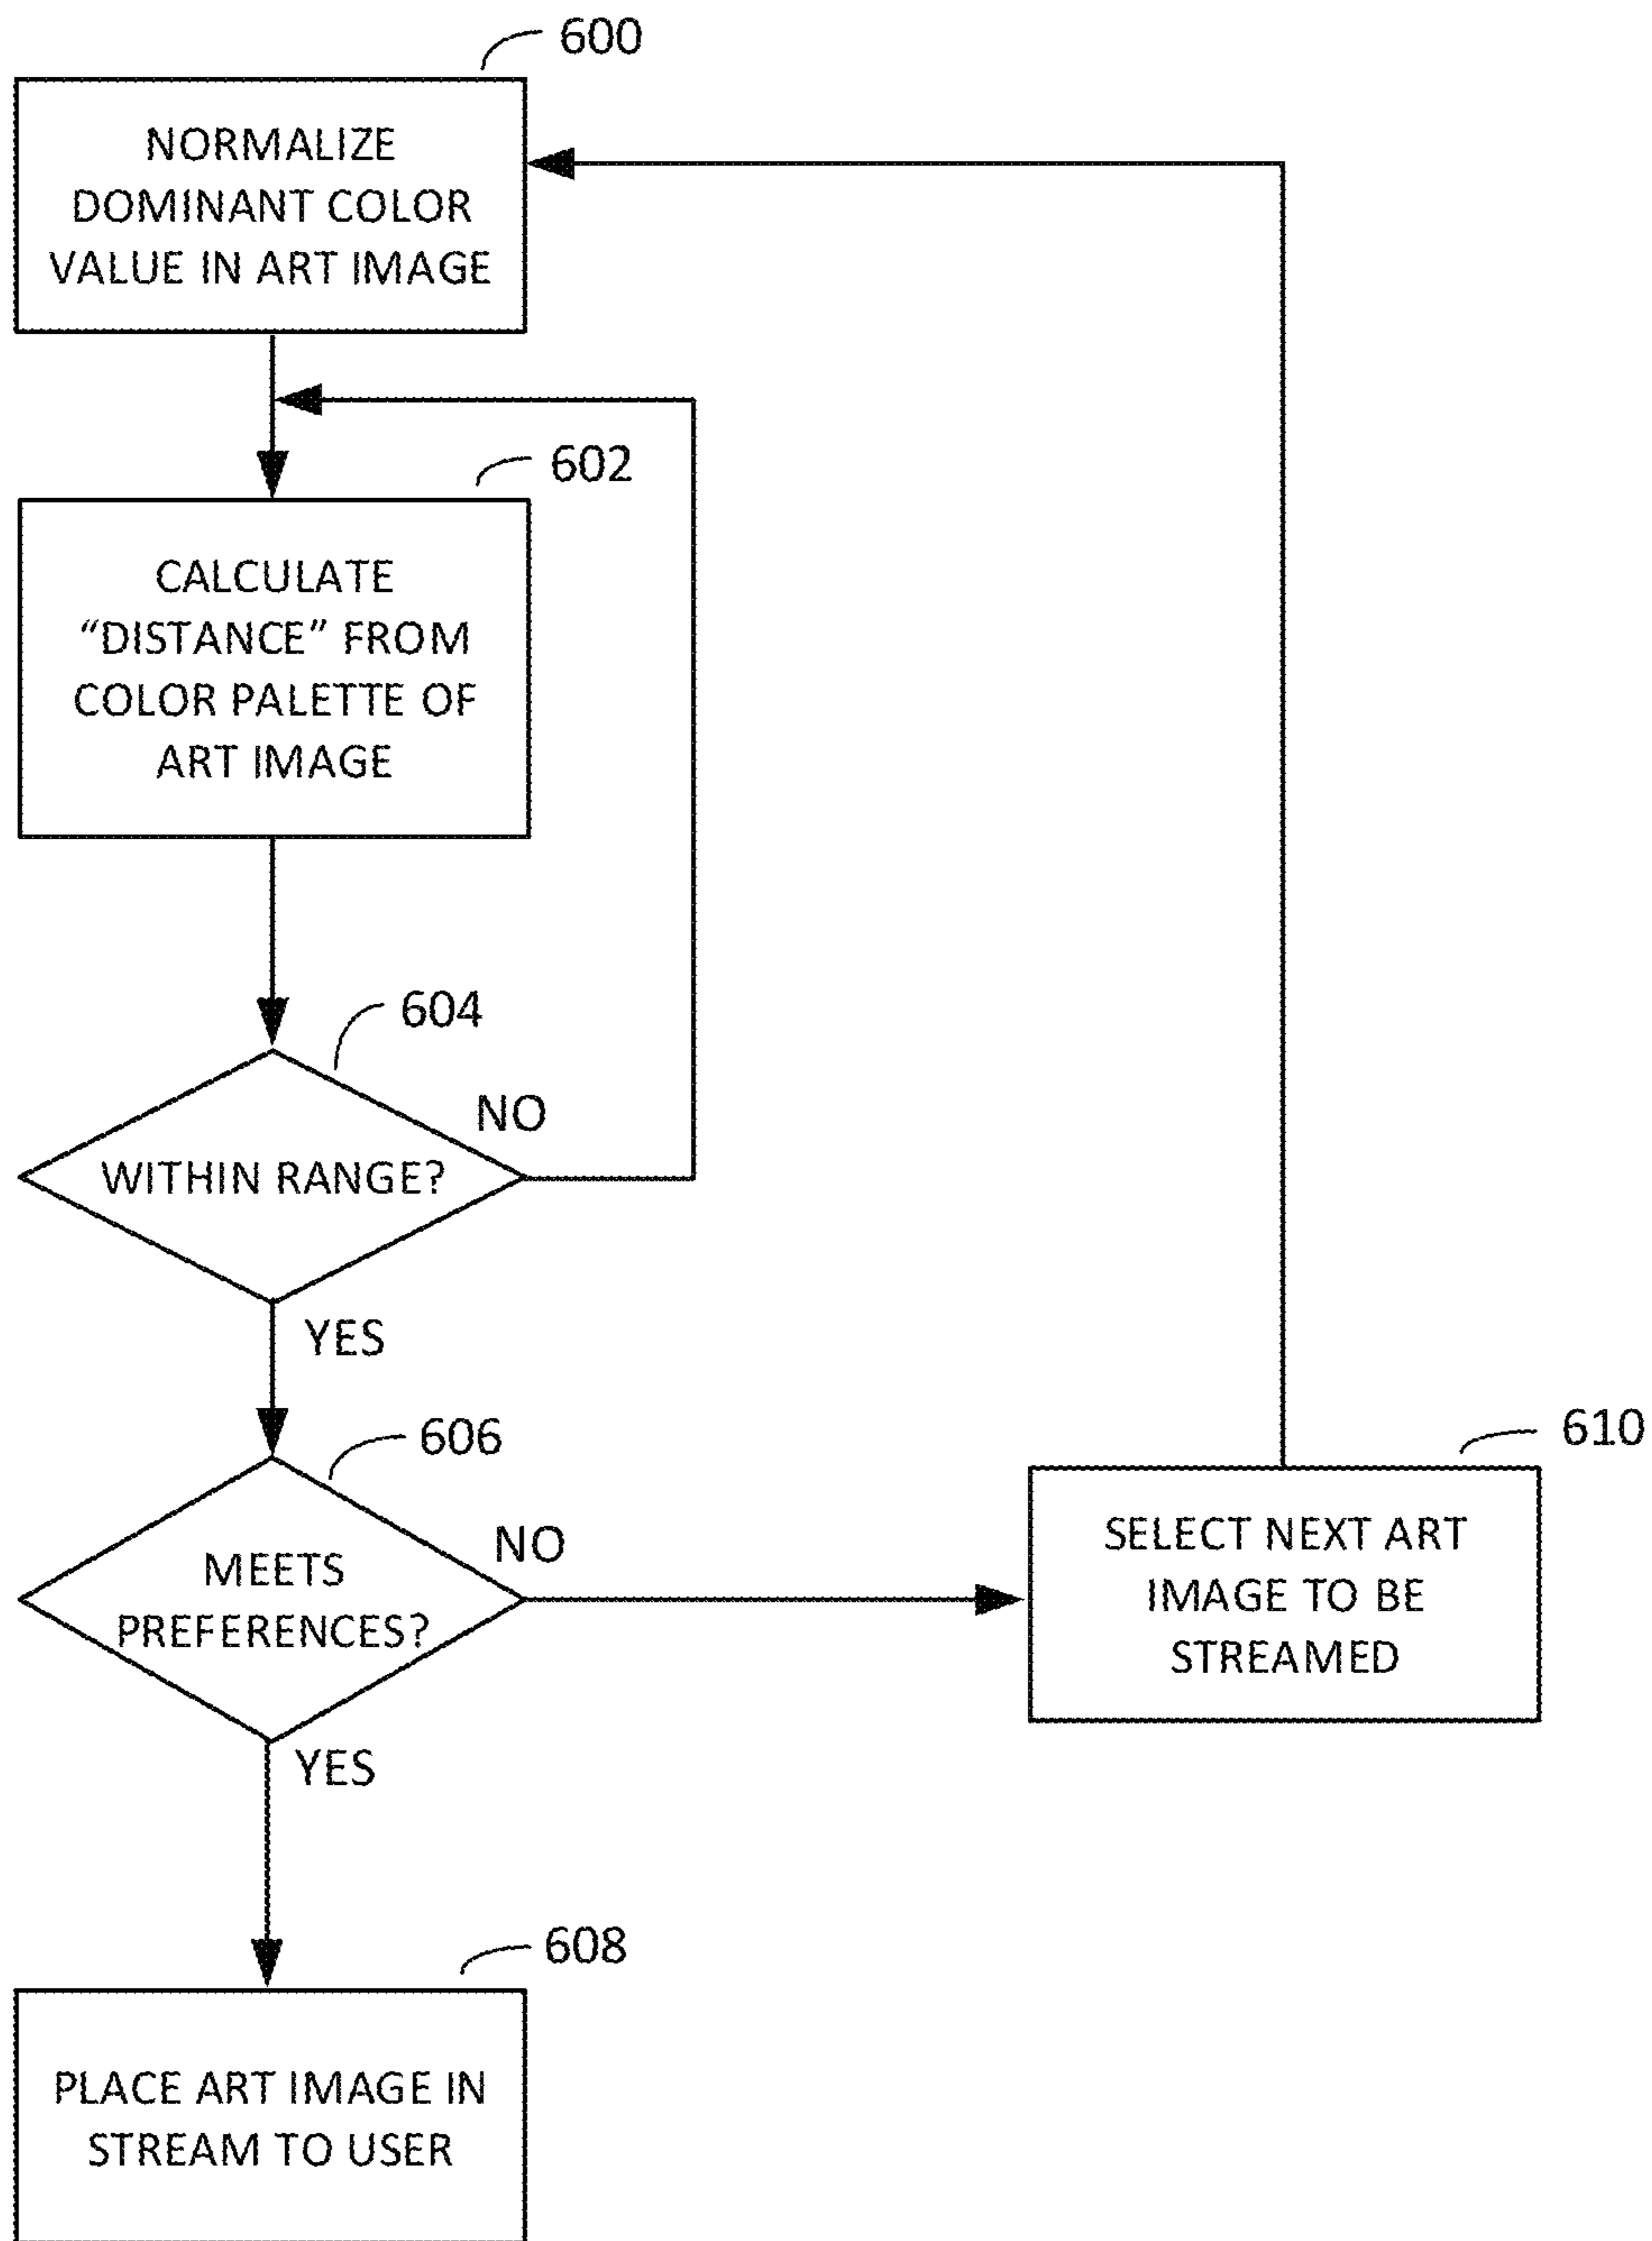 600
NORMALIZE
DOMINANT COLOR
VALUE IN ART IMAGE
602
CALCULATE
“DISTANCE” FROM
COLOR PALETTE OF
ART IMAGE
604
NO
WITHIN RANGE?
YES
606
NO
MEETS
PREFERENCES?
YES
610
SELECT NEXT ART
IMAGE TO BE
STREAMED
608
PLACE ART IMAGE IN
STREAM TO USER